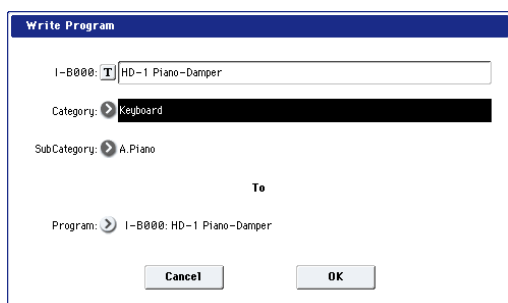 Write Program
I-B000: T HD-1 Piano-Damper
Category: Keyboard
SubCategory: A.Piano
To
Program: I-B000: HD-1 Piano-Damper
Cancel OK